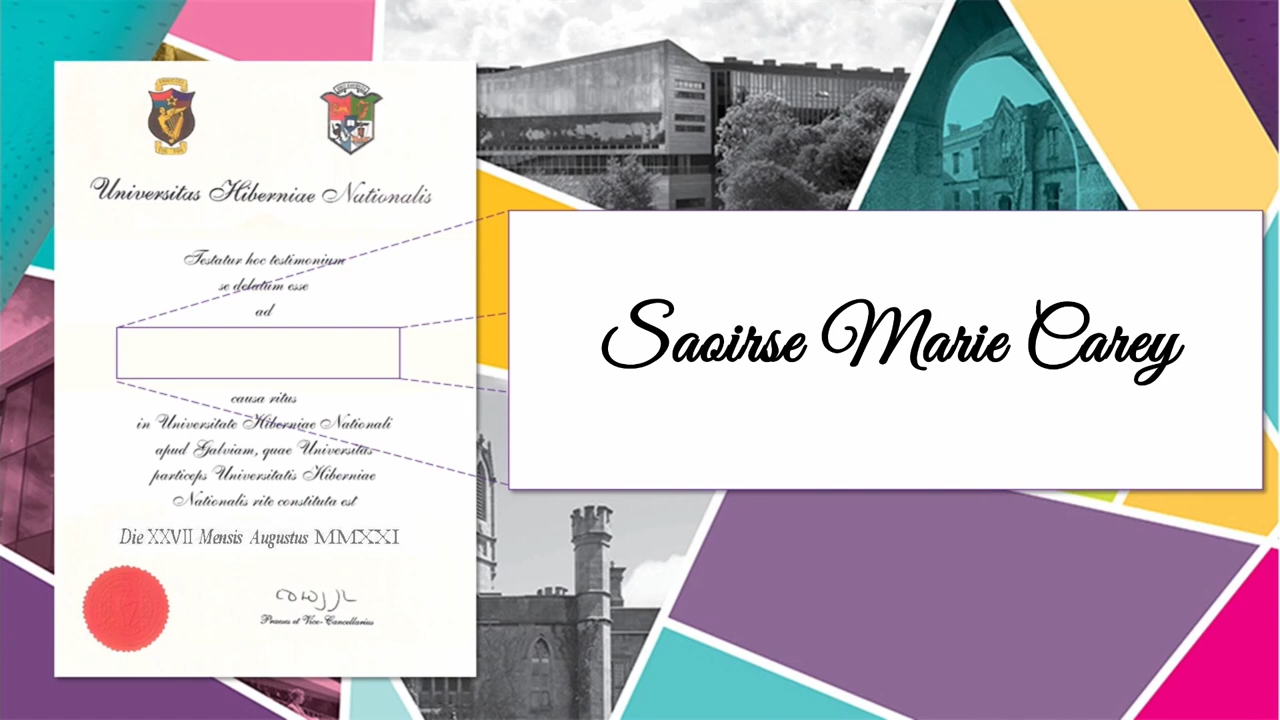 Universitas Hiberniae Nationalis
Testatur hoc testimonium
se delatum esse
ad
Saoirse Marie Carey
causa ritus
in Universitate Hiberniae Nationali
apud Galviam, quae Universitas
particeps Universitatis Hiberniae
Nationalis rite constituta est
Die XXVII Mensis Augustus MMXXI
Praeses et Vice-Cancellarius